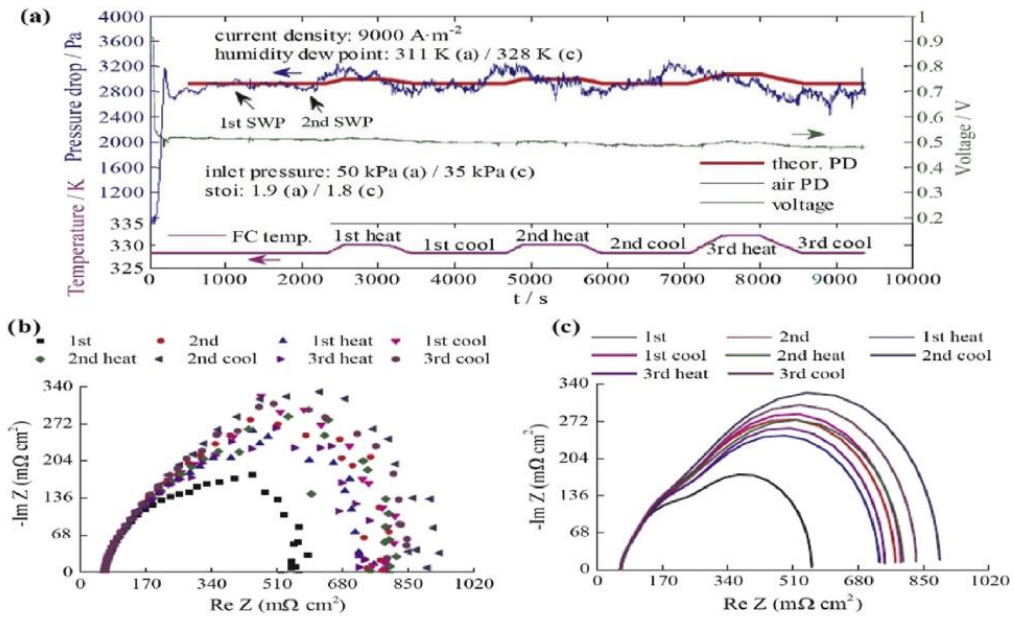 (a)
4000
3600
3200
2800
2400
2000
1600
1200
Pressure drop / Pa
current density: 9000 A·m-2
humidity dew point: 311 K (a) / 328 K (c)
1st SWP
2nd SWP
inlet pressure: 50 kPa (a) / 35 kPa (c)
stoi: 1.9 (a) / 1.8 (c)
theor. PD
air PD
voltage
1
0.9
0.8
0.7
0.6
0.5
0.4
0.3
0.2
Voltage / V
335
330
325
Temperature / K
FC temp.
1st heat
1st cool
2nd heat
2nd cool
3rd heat
3rd cool
0 1000 2000 3000 4000 5000 6000 7000 8000 9000 10000
t / s
(b)
1st 2nd 1st heat 1st cool
2nd heat 2nd cool 3rd heat 3rd cool
340
272
204
136
68
0
-Im Z (mΩ cm2)
0 170 340 510 680 850 1020
Re Z (mΩ cm2)
(c)
1st 2nd 1st heat
1st cool 2nd heat 2nd cool
3rd heat 3rd cool
340
272
204
136
68
0
-Im Z (mΩ cm2)
0 170 340 510 680 850 1020
Re Z (mΩ cm2)